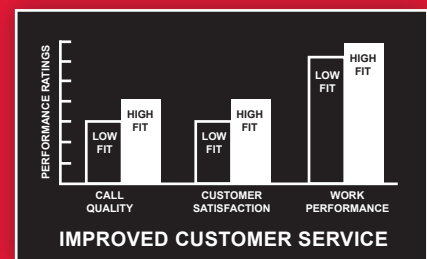 PERFORMANCE RATINGS
LOW
FIT
HIGH
FIT
LOW
FIT
HIGH
FIT
LOW
FIT
HIGH
FIT
CALL
QUALITY
CUSTOMER
SATISFACTION
WORK
PERFORMANCE
IMPROVED CUSTOMER SERVICE